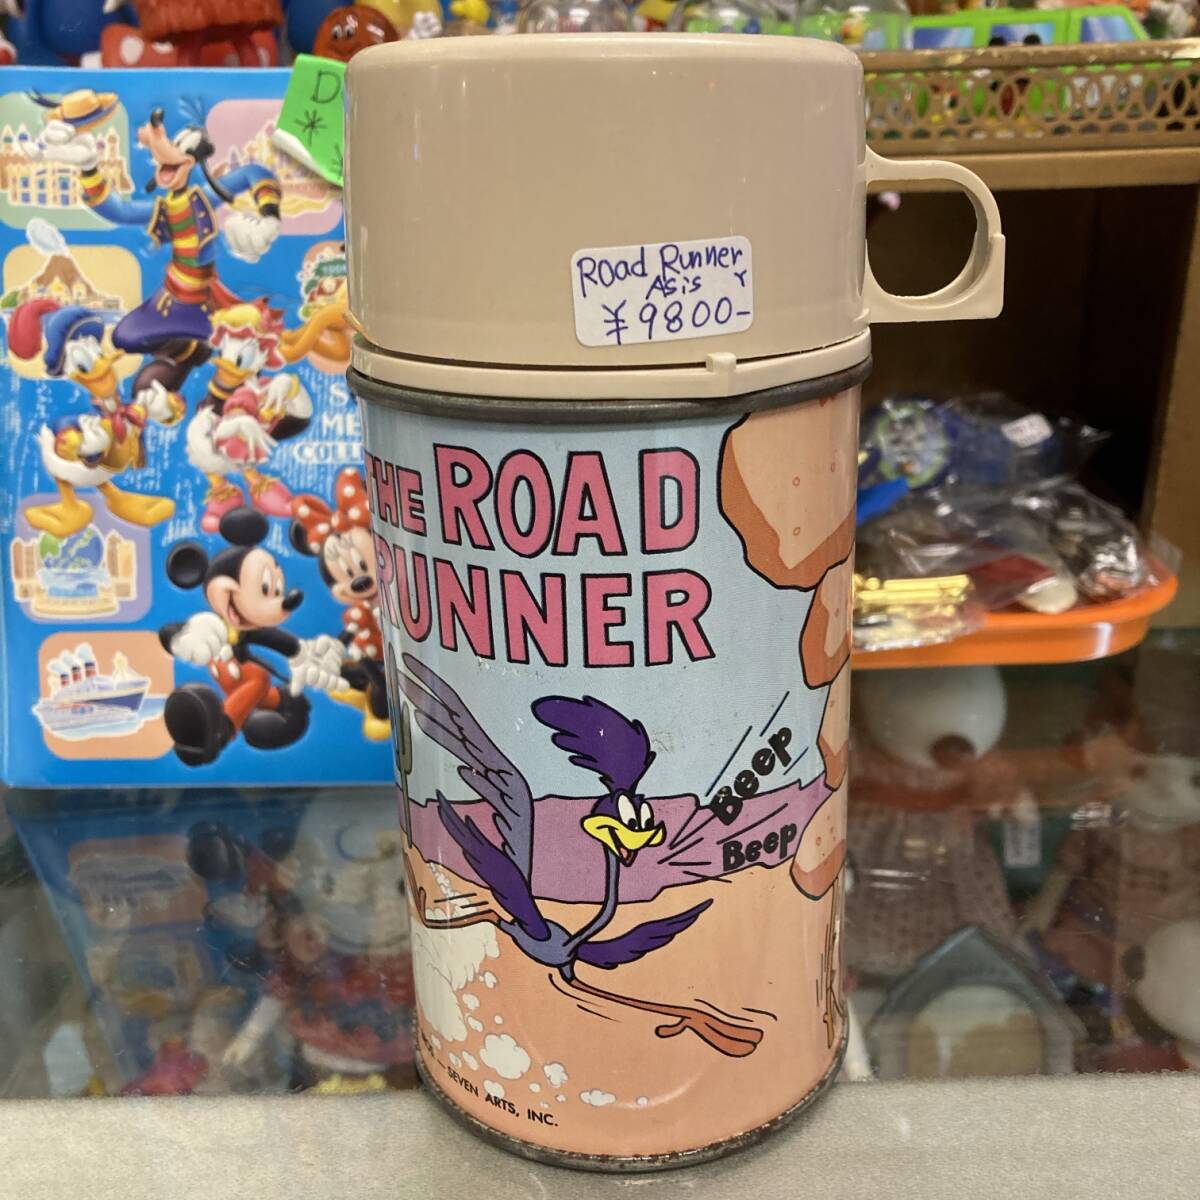 D
Road Runner
As is
¥9800-
THE ROAD
RUNNER
Beep
Beep
SEVEN ARTS, INC.